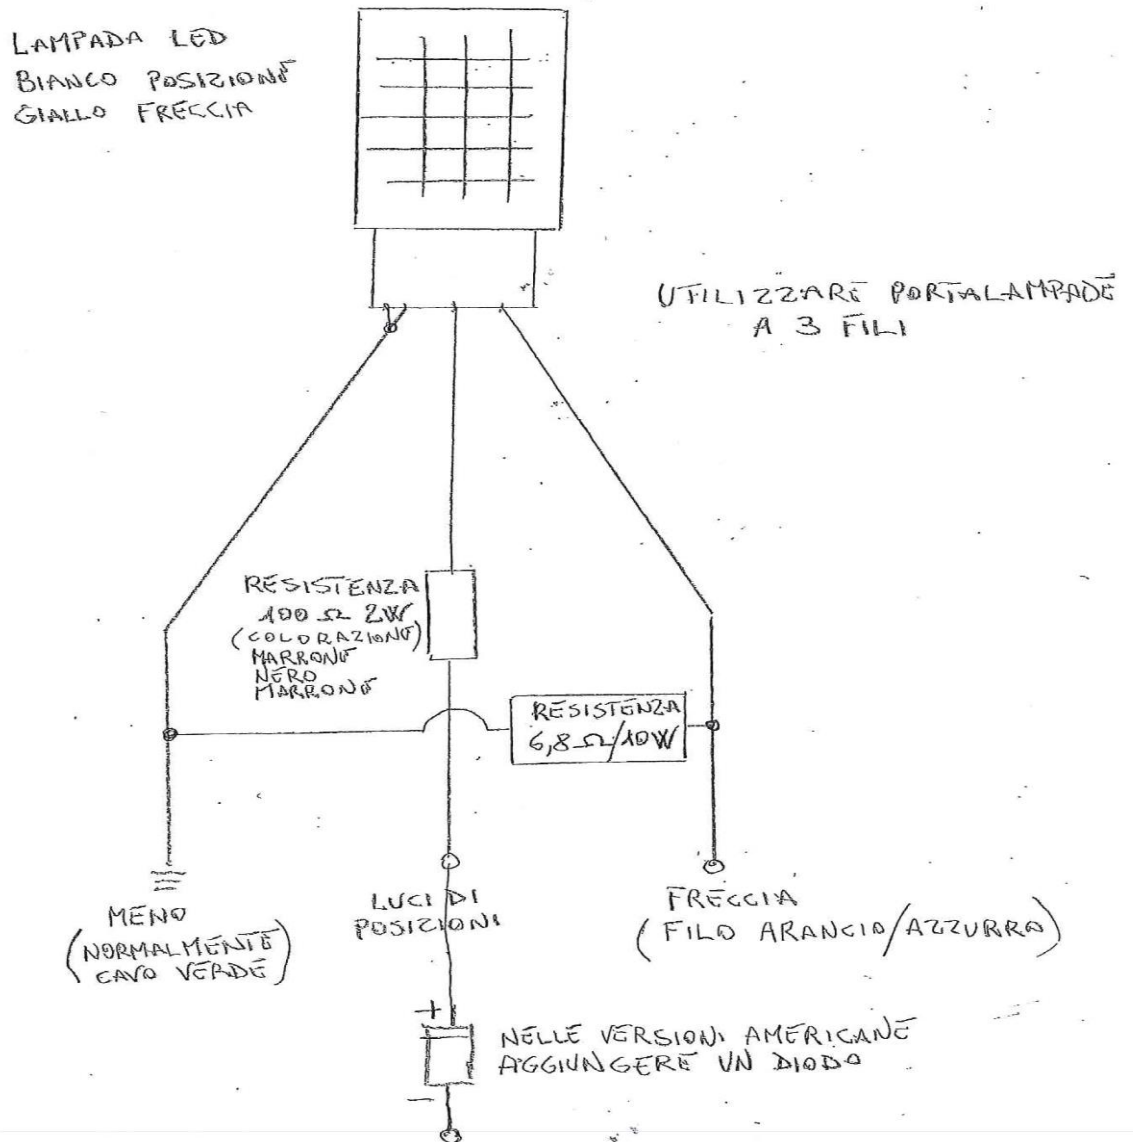 LAMPADA LED
BIANCO POSIZIONE
GIALLO FRECCIA
UTILIZZARE PORTALAMPADE
A 3 FILI
RESISTENZA
100 Ω 2W
(COLORAZIONE)
MARRONE
NERO
MARRONE
RESISTENZA
6,8 Ω/10W
MENO
(NORMALMENTE
CAVO VERDE)
LUCI DI
POSIZIONI
FRECCIA
(FILO ARANCIO/AZZURRO)
+
NELLE VERSIONI AMERICANE
AGGIUNGERE UN DIODO
-